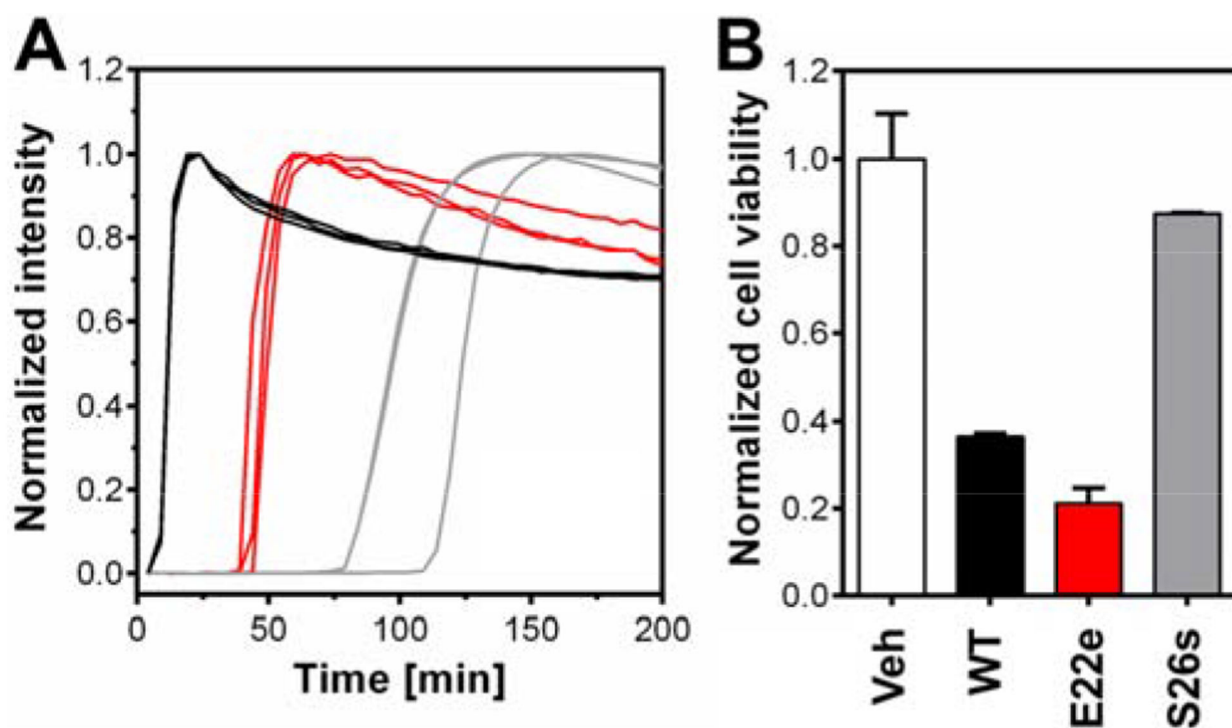 A
Normalized intensity
1.2
1.0
0.8
0.6
0.4
0.2
0.0
0
50
100
150
200
Time [min]
B
Normalized cell viability
1.2
1.0
0.8
0.6
0.4
0.2
0.0
Veh
WT
E22e
S26s